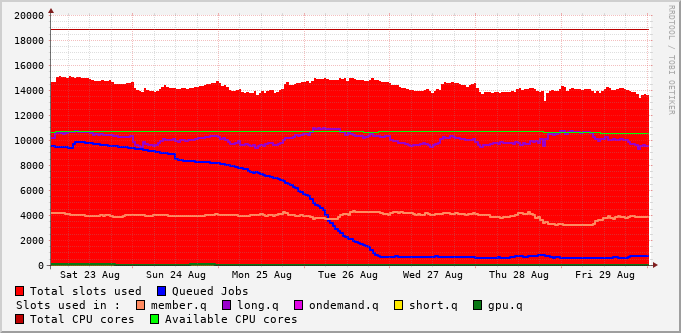 20000
18000
16000
14000
12000
10000
8000
6000
4000
2000
0
Sat 23 Aug Sun 24 Aug Mon 25 Aug Tue 26 Aug Wed 27 Aug Thu 28 Aug Fri 29 Aug
Total slots used Queued Jobs
Slots used in : member.q long.q ondemand.q short.q gpu.q
Total CPU cores Available CPU cores
RRDTOOL / TOBI OETIKER